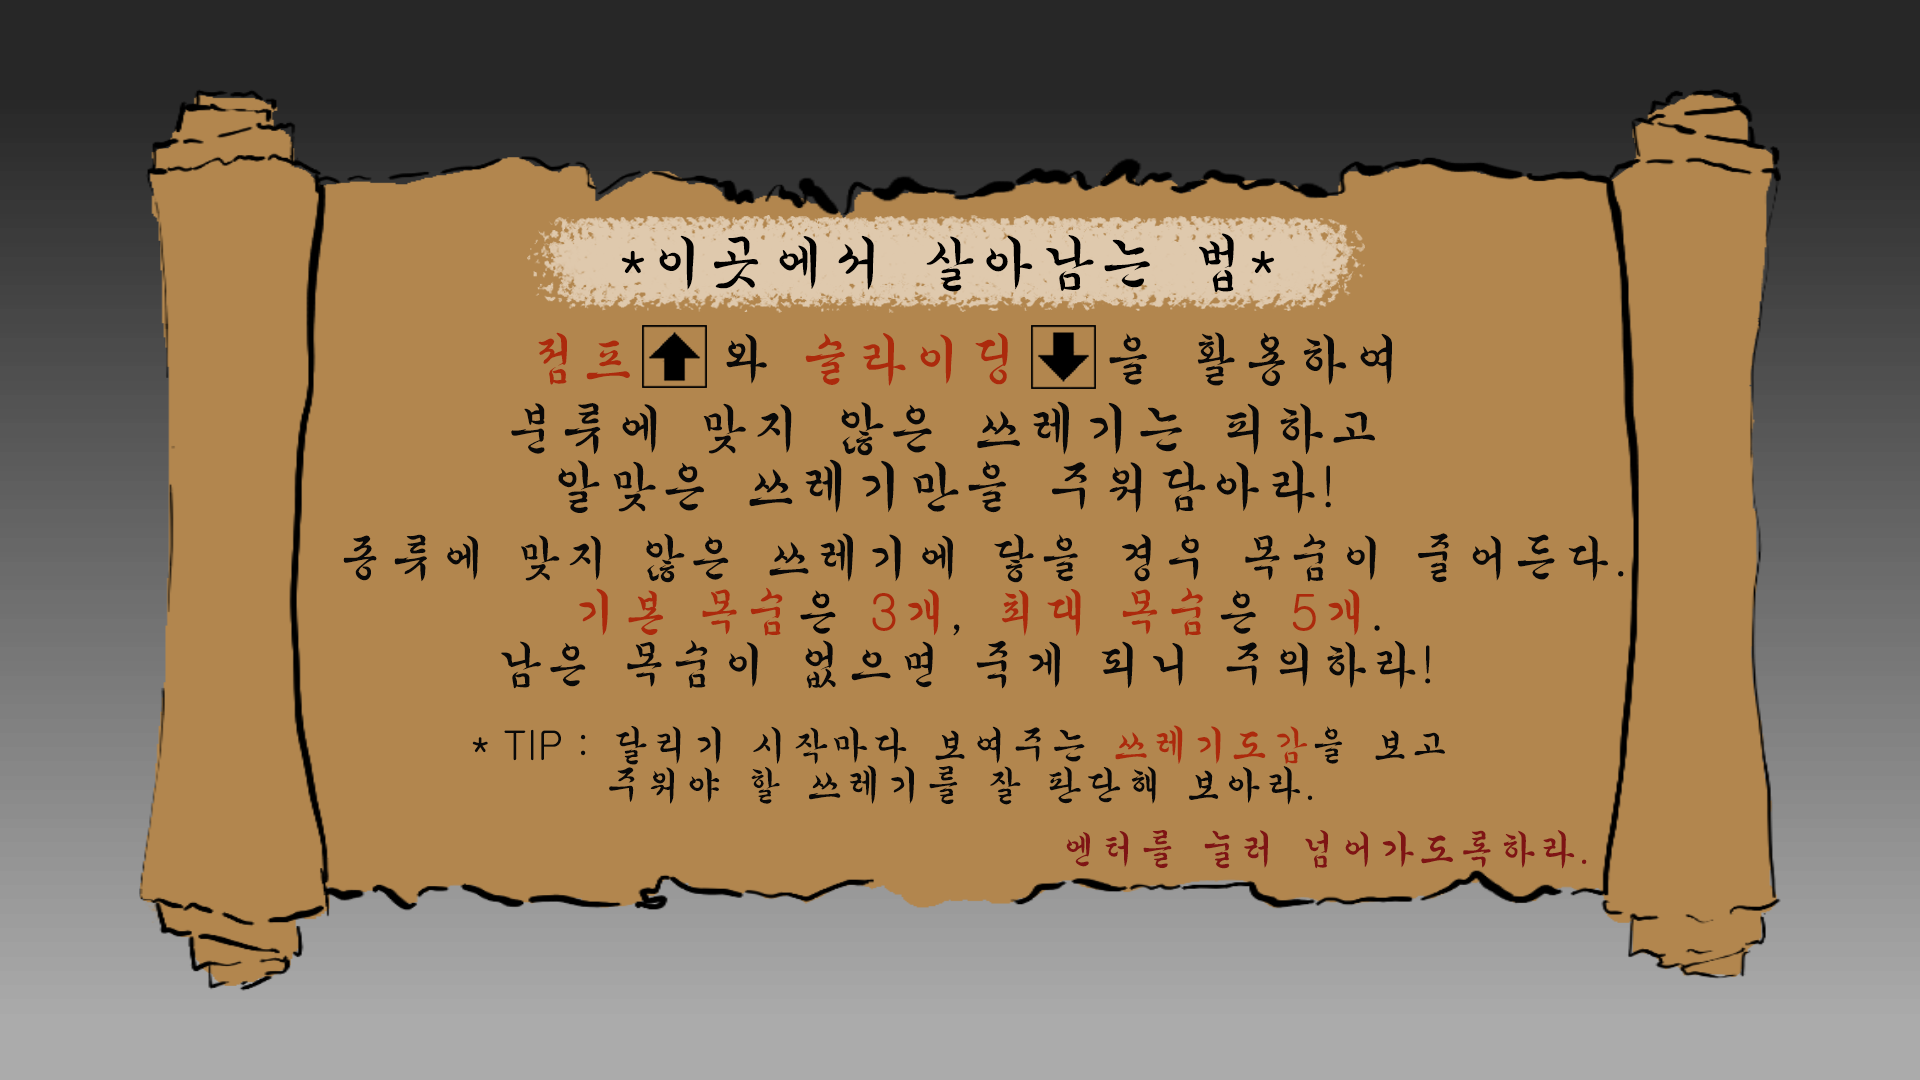 *이곳에서 살아남는 법*
점프⬆와 슬라이딩⬇을 활용하여
분륫에 맞지 않은 쓰레기는 피하고
알맞은 쓰레기만을 주워담아라!
종륫에 맞지 않은 쓰레기에 닿을 경우 목숨이 줄어든다.
기본 목숨은 3개, 최대 목숨은 5개.
남은 목숨이 없으면 죽게 되니 주의하라!
* TIP : 달리기 시작마다 보여주는 쓰레기도감을 보고
주워야 할 쓰레기를 잘 판단해 보아라.
엔터를 눌러 넘어가도록하라.